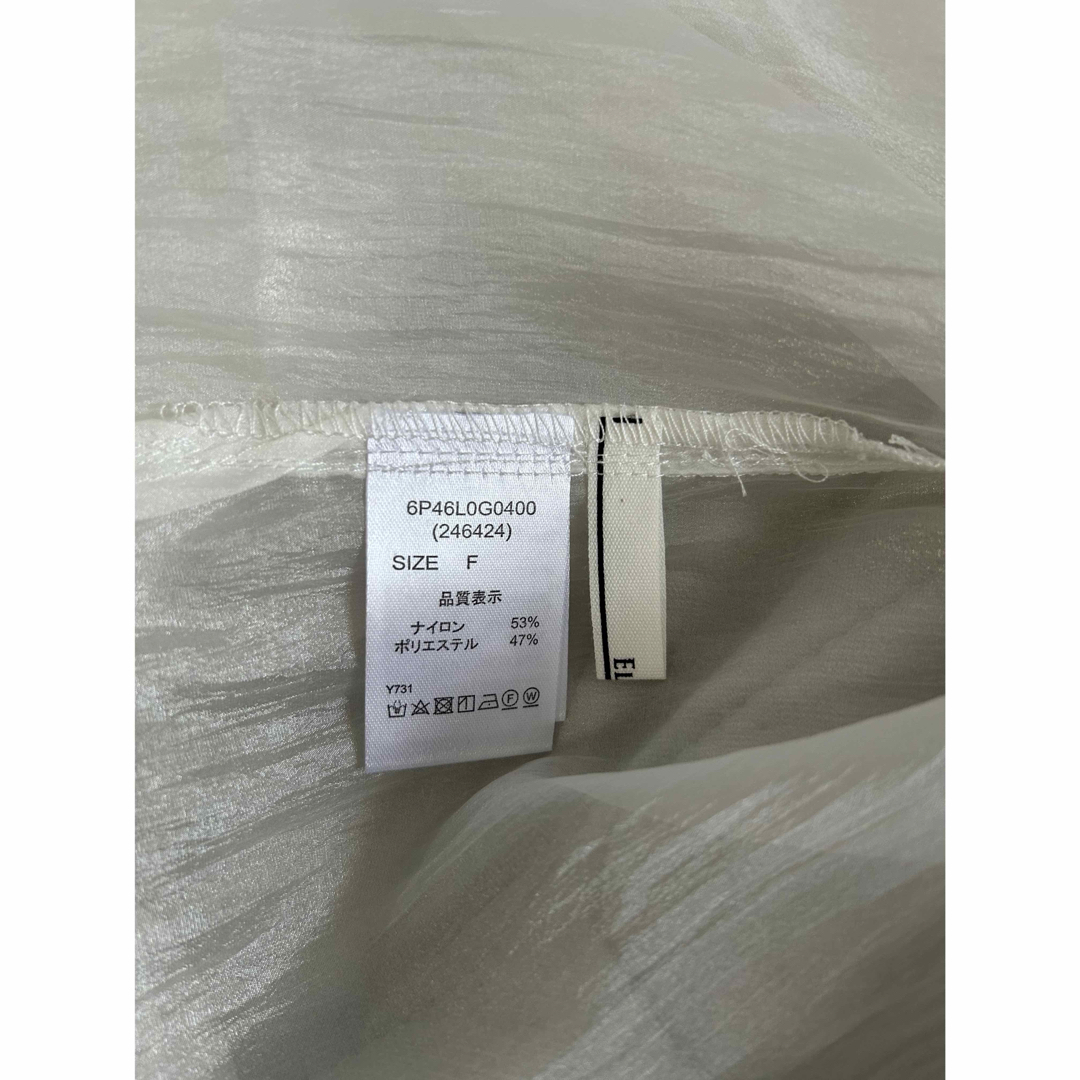 6P46L0G0400
(246424)
SIZE F
品質表示
ナイロン 53%
ポリエステル 47%
Y731
F W